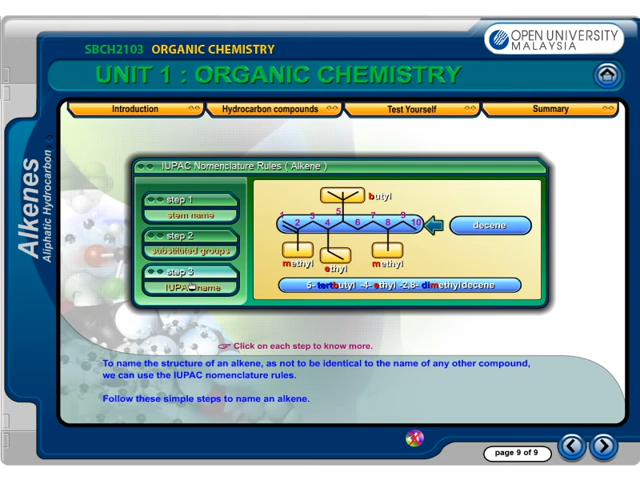 OPEN UNIVERSITY
MALAYSIA
SBCH2103 ORGANIC CHEMISTRY
UNIT 1 : ORGANIC CHEMISTRY
Introduction
Hydrocarbon compounds
Test Yourself
Summary
Alkenes
Aliphatic Hydrocarbon
IUPAC Nomenclature Rules ( Alkene )
step 1
stem name
step 2
substituted groups
step 3
IUPAC name
butyl
1 2 3 4 5 6 7 8 9 10
decene
methyl
ethyl
methyl
5- tertbutyl -4- ethyl -2,8- dimethyldecene
Click on each step to know more.
To name the structure of an alkene, as not to be identical to the name of any other compound,
we can use the IUPAC nomenclature rules.
Follow these simple steps to name an alkene.
page 9 of 9